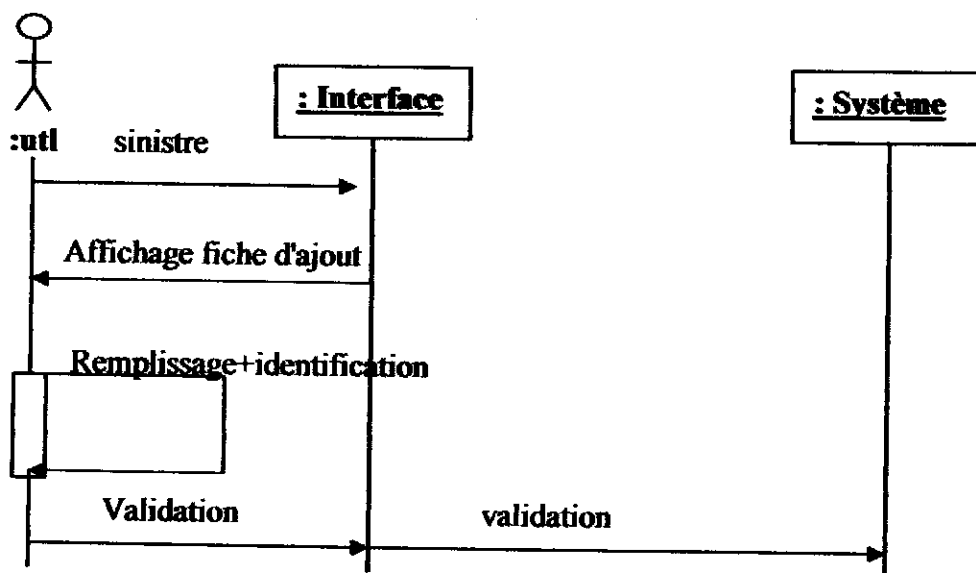 : Interface
: Système
:utl
sinistre
Affichage fiche d'ajout
Remplissage+identification
Validation
validation